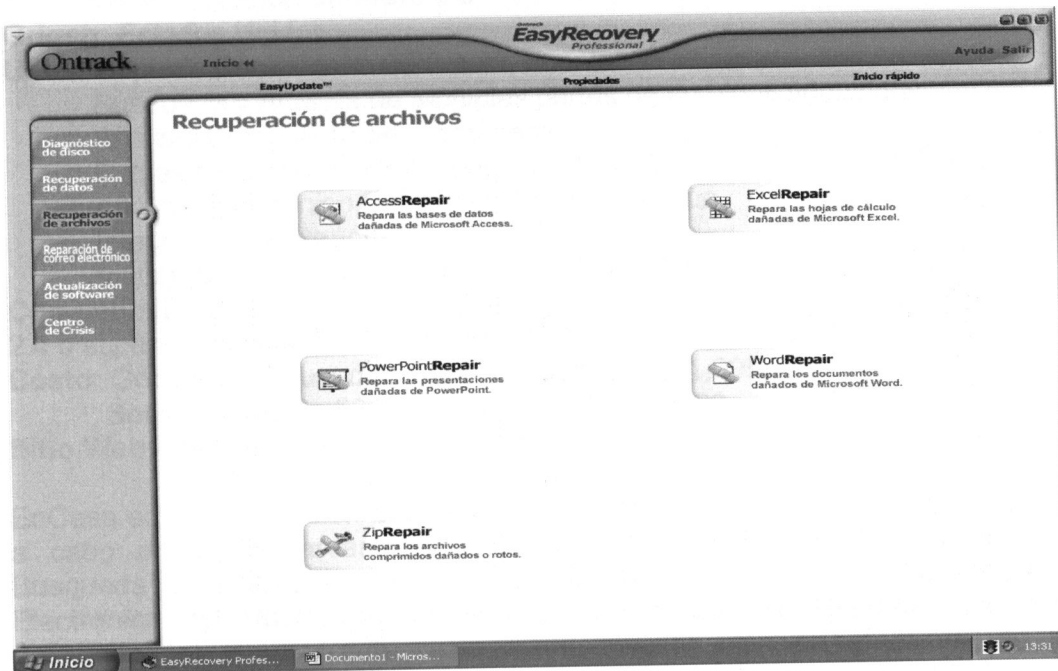 Ontrack
EasyRecovery
Professional
Inicio «
Ayuda Salir
EasyUpdate™
Propiedades
Inicio rápido
Recuperación de archivos
Diagnóstico
de disco
Recuperación
de datos
Recuperación
de archivos
Reparación de
correo electrónico
Actualización
de software
Centro
de Crisis
AccessRepair
Repara las bases de datos
dañadas de Microsoft Access.
ExcelRepair
Repara las hojas de cálculo
dañadas de Microsoft Excel.
PowerPointRepair
Repara las presentaciones
dañadas de PowerPoint.
WordRepair
Repara los documentos
dañados de Microsoft Word.
ZipRepair
Repara los archivos
comprimidos dañados o rotos.
Inicio
EasyRecovery Profes...
Documento1 - Micros...
13:31